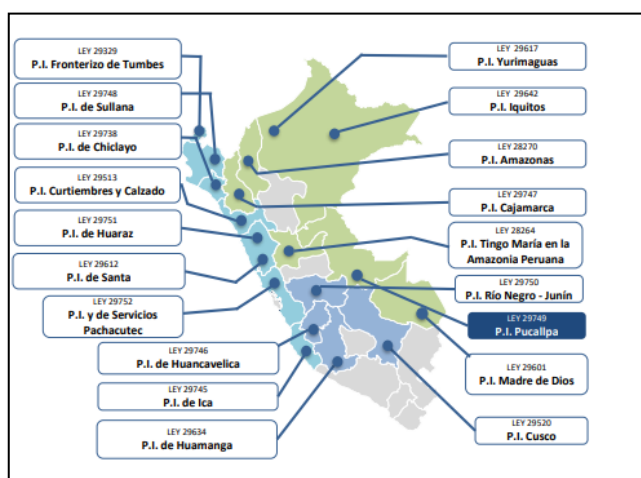 LEY 29329
P.I. Fronterizo de Tumbes
LEY 29748
P.I. de Sullana
LEY 29738
P.I. de Chiclayo
LEY 29513
P.I. Curtiembres y Calzado
LEY 29751
P.I. de Huaraz
LEY 29612
P.I. de Santa
LEY 29752
P.I. y de Servicios
Pachacutec
LEY 29746
P.I. de Huancavelica
LEY 29745
P.I. de Ica
LEY 29634
P.I. de Huamanga
LEY 29617
P.I. Yurimaguas
LEY 29642
P.I. Iquitos
LEY 28270
P.I. Amazonas
LEY 29747
P.I. Cajamarca
LEY 28264
P.I. Tingo María en la
Amazonia Peruana
LEY 29750
P.I. Río Negro - Junín
LEY 29749
P.I. Pucallpa
LEY 29601
P.I. Madre de Dios
LEY 29520
P.I. Cusco